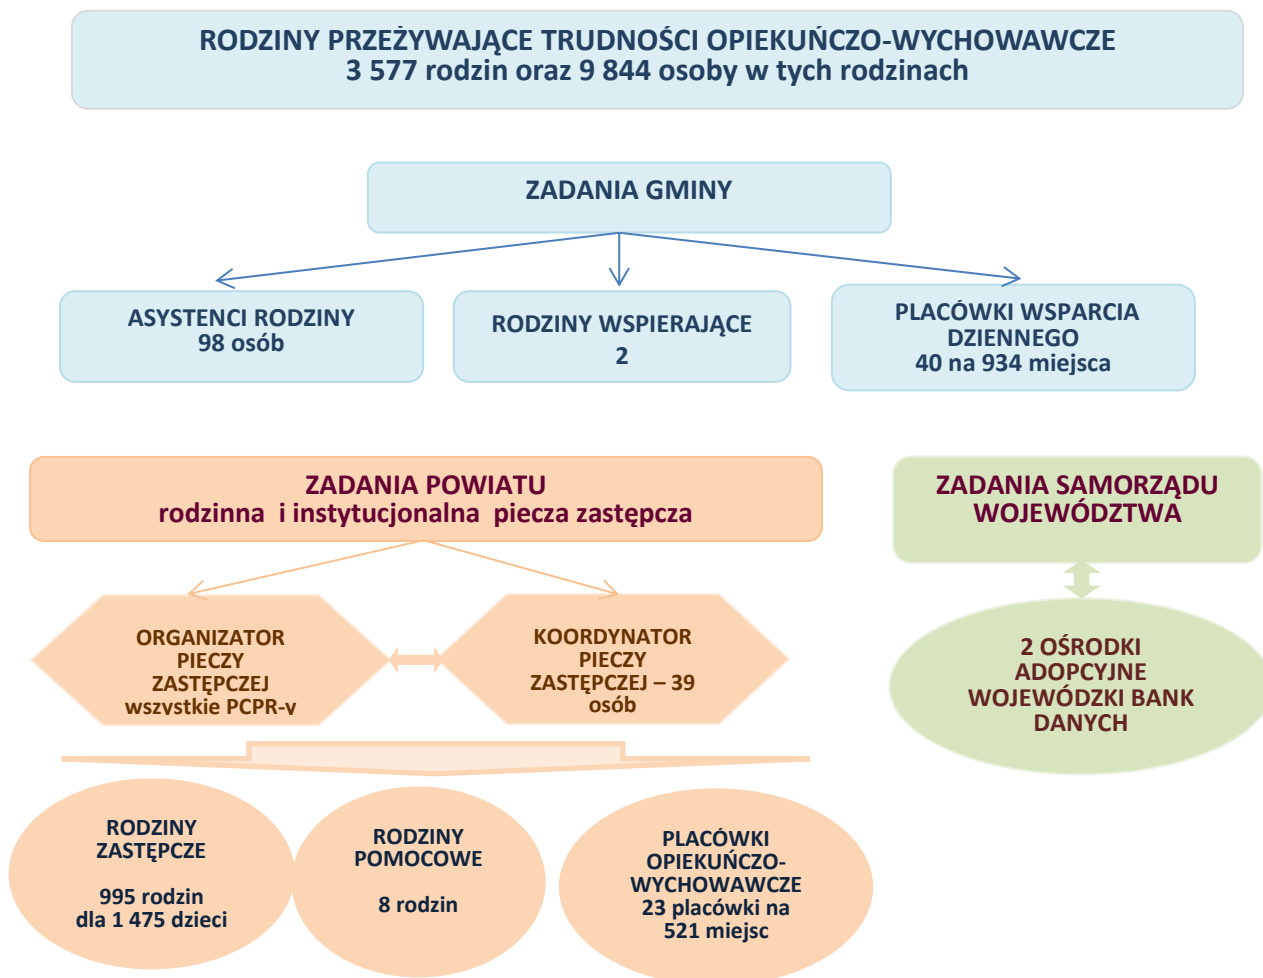 RODZINY PRZEŻYWAJĄCE TRUDNOŚCI OPIEKUŃCZO-WYCHOWAWCZE
3 577 rodzin oraz 9 844 osoby w tych rodzinach
ZADANIA GMINY
ASYSTENCI RODZINY
98 osób
RODZINY WSPIERAJĄCE
2
PLACÓWKI WSPARCIA
DZIENNEGO
40 na 934 miejsca
ZADANIA POWIATU
rodzinna i instytucjonalna piecza zastępcza
ZADANIA SAMORZĄDU
WOJEWÓDZTWA
ORGANIZATOR
PIECZY
ZASTĘPCZEJ
wszystkie PCPR-y
KOORDYNATOR
PIECZY
ZASTĘPCZEJ – 39
osób
2 OŚRODKI
ADOPCYJNE
WOJEWÓDZKI BANK
DANYCH
RODZINY
ZASTĘPCZE
995 rodzin
dla 1 475 dzieci
RODZINY
POMOCOWE
8 rodzin
PLACÓWKI
OPIEKUŃCZO-
WYCHOWAWCZE
23 placówki na
521 miejsc